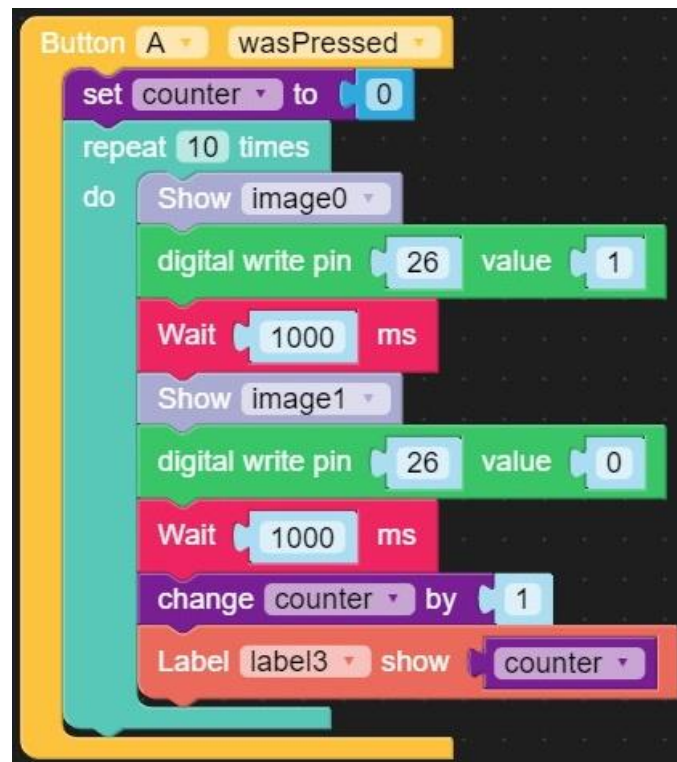 Button A wasPressed
set counter to 0
repeat 10 times
do Show image0
digital write pin 26 value 1
Wait 1000 ms
Show image1
digital write pin 26 value 0
Wait 1000 ms
change counter by 1
Label label3 show counter